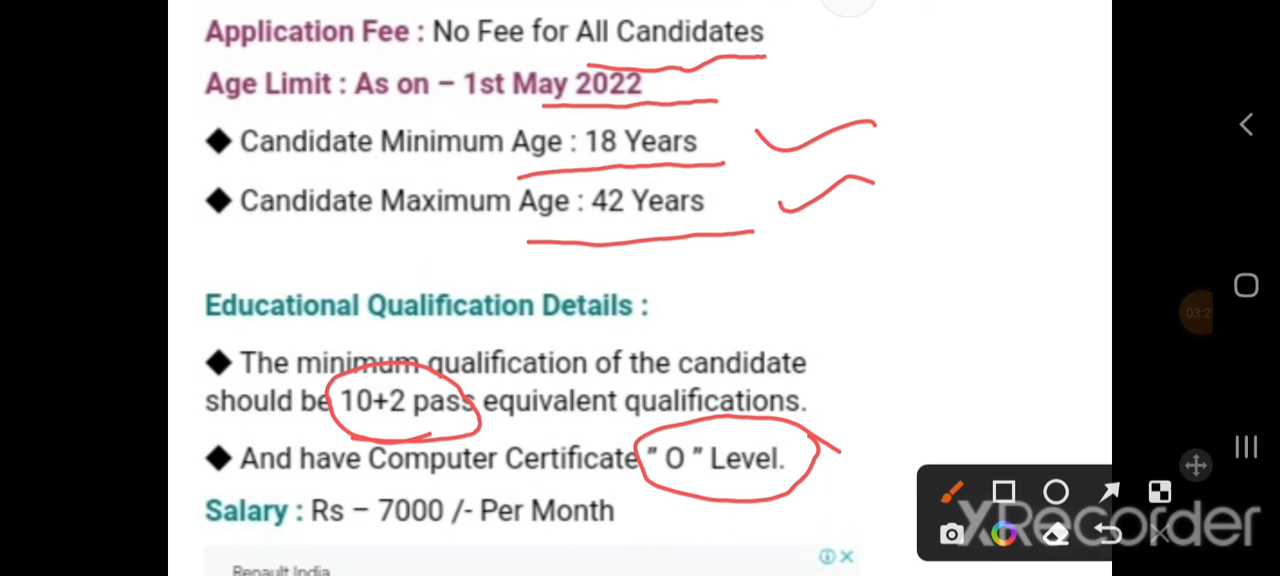 Application Fee : No Fee for All Candidates
Age Limit : As on – 1st May 2022
◆ Candidate Minimum Age : 18 Years
◆ Candidate Maximum Age : 42 Years
Educational Qualification Details :
◆ The minimum qualification of the candidate
should be 10+2 pass equivalent qualifications.
◆ And have Computer Certificate " O " Level.
Salary : Rs – 7000 /- Per Month
Renault India
03:2
XRecorder